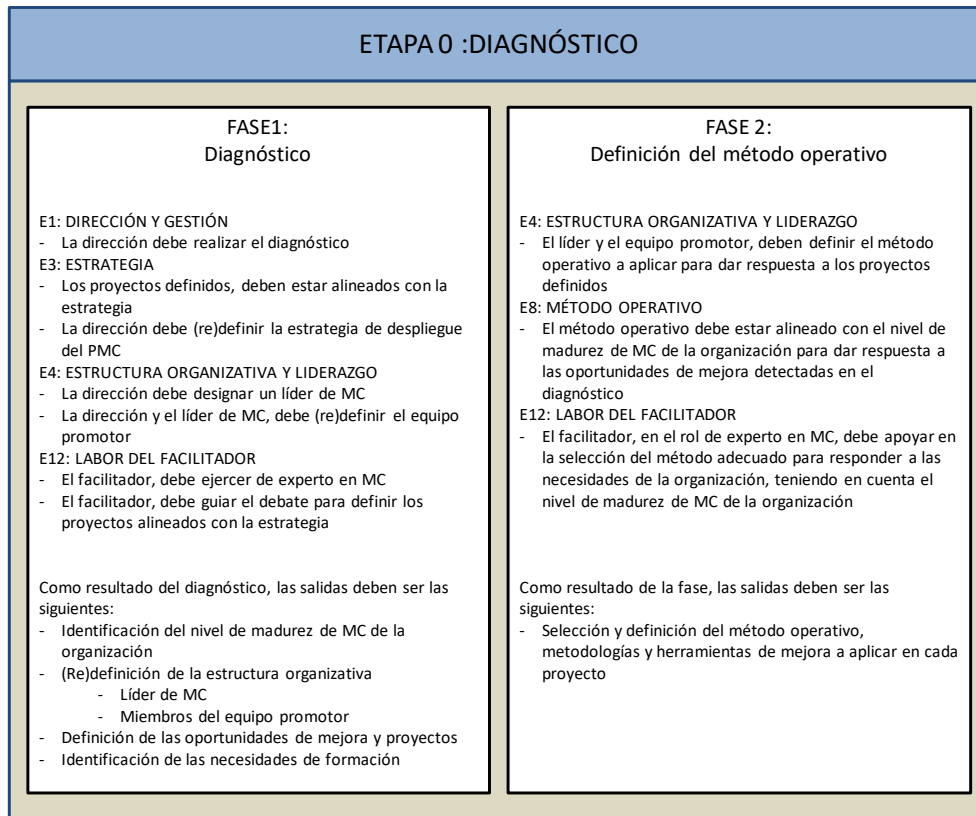 ETAPA 0 :DIAGNÓSTICO
FASE1:
Diagnóstico
E1: DIRECCIÓN Y GESTIÓN
- La dirección debe realizar el diagnóstico
E3: ESTRATEGIA
- Los proyectos definidos, deben estar alineados con la
estrategia
- La dirección debe (re)definir la estrategia de despliegue
del PMC
E4: ESTRUCTURA ORGANIZATIVA Y LIDERAZGO
- La dirección debe designar un líder de MC
- La dirección y el líder de MC, debe (re)definir el equipo
promotor
E12: LABOR DEL FACILITADOR
- El facilitador, debe ejercer de experto en MC
- El facilitador, debe guiar el debate para definir los
proyectos alineados con la estrategia
Como resultado del diagnóstico, las salidas deben ser las
siguientes:
- Identificación del nivel de madurez de MC de la
organización
- (Re)definición de la estructura organizativa
- Líder de MC
- Miembros del equipo promotor
- Definición de las oportunidades de mejora y proyectos
- Identificación de las necesidades de formación
FASE 2:
Definición del método operativo
E4: ESTRUCTURA ORGANIZATIVA Y LIDERAZGO
- El líder y el equipo promotor, deben definir el método
operativo a aplicar para dar respuesta a los proyectos
definidos
E8: MÉTODO OPERATIVO
- El método operativo debe estar alineado con el nivel de
madurez de MC de la organización para dar respuesta a
las oportunidades de mejora detectadas en el
diagnóstico
E12: LABOR DEL FACILITADOR
- El facilitador, en el rol de experto en MC, debe apoyar en
la selección del método adecuado para responder a las
necesidades de la organización, teniendo en cuenta el
nivel de madurez de MC de la organización
Como resultado de la fase, las salidas deben ser las
siguientes:
- Selección y definición del método operativo,
metodologías y herramientas de mejora a aplicar en cada
proyecto